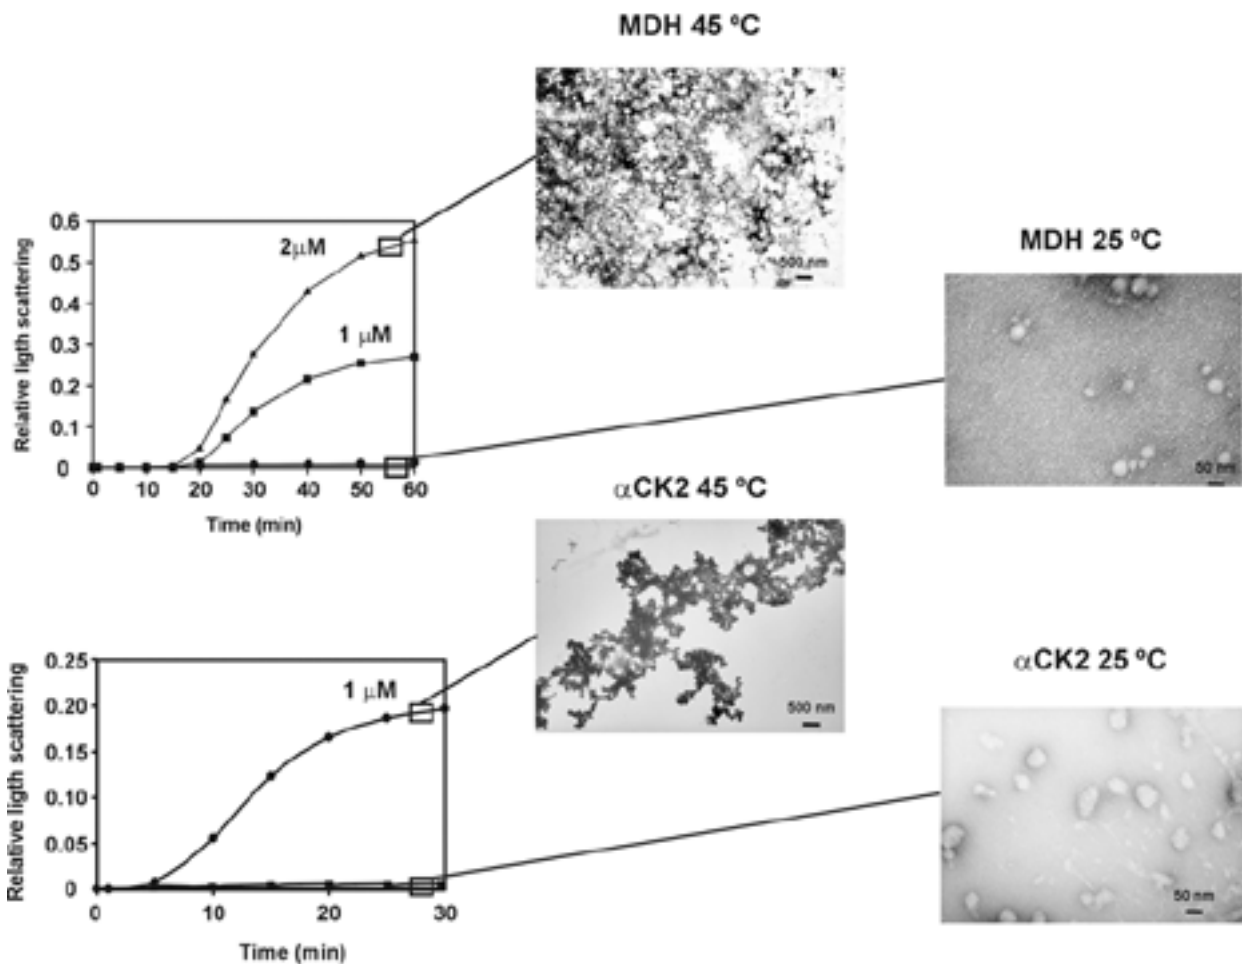 MDH 45 ºC
500 nm
MDH 25 ºC
50 nm
Relative ligth scattering
0.6
0.5
0.4
0.3
0.2
0.1
0
2μM
1 μM
0 10 20 30 40 50 60
Time (min)
αCK2 45 ºC
500 nm
αCK2 25 ºC
50 nm
Relative ligth scattering
0.25
0.20
0.15
0.10
0.05
0
1 μM
0 10 20 30
Time (min)